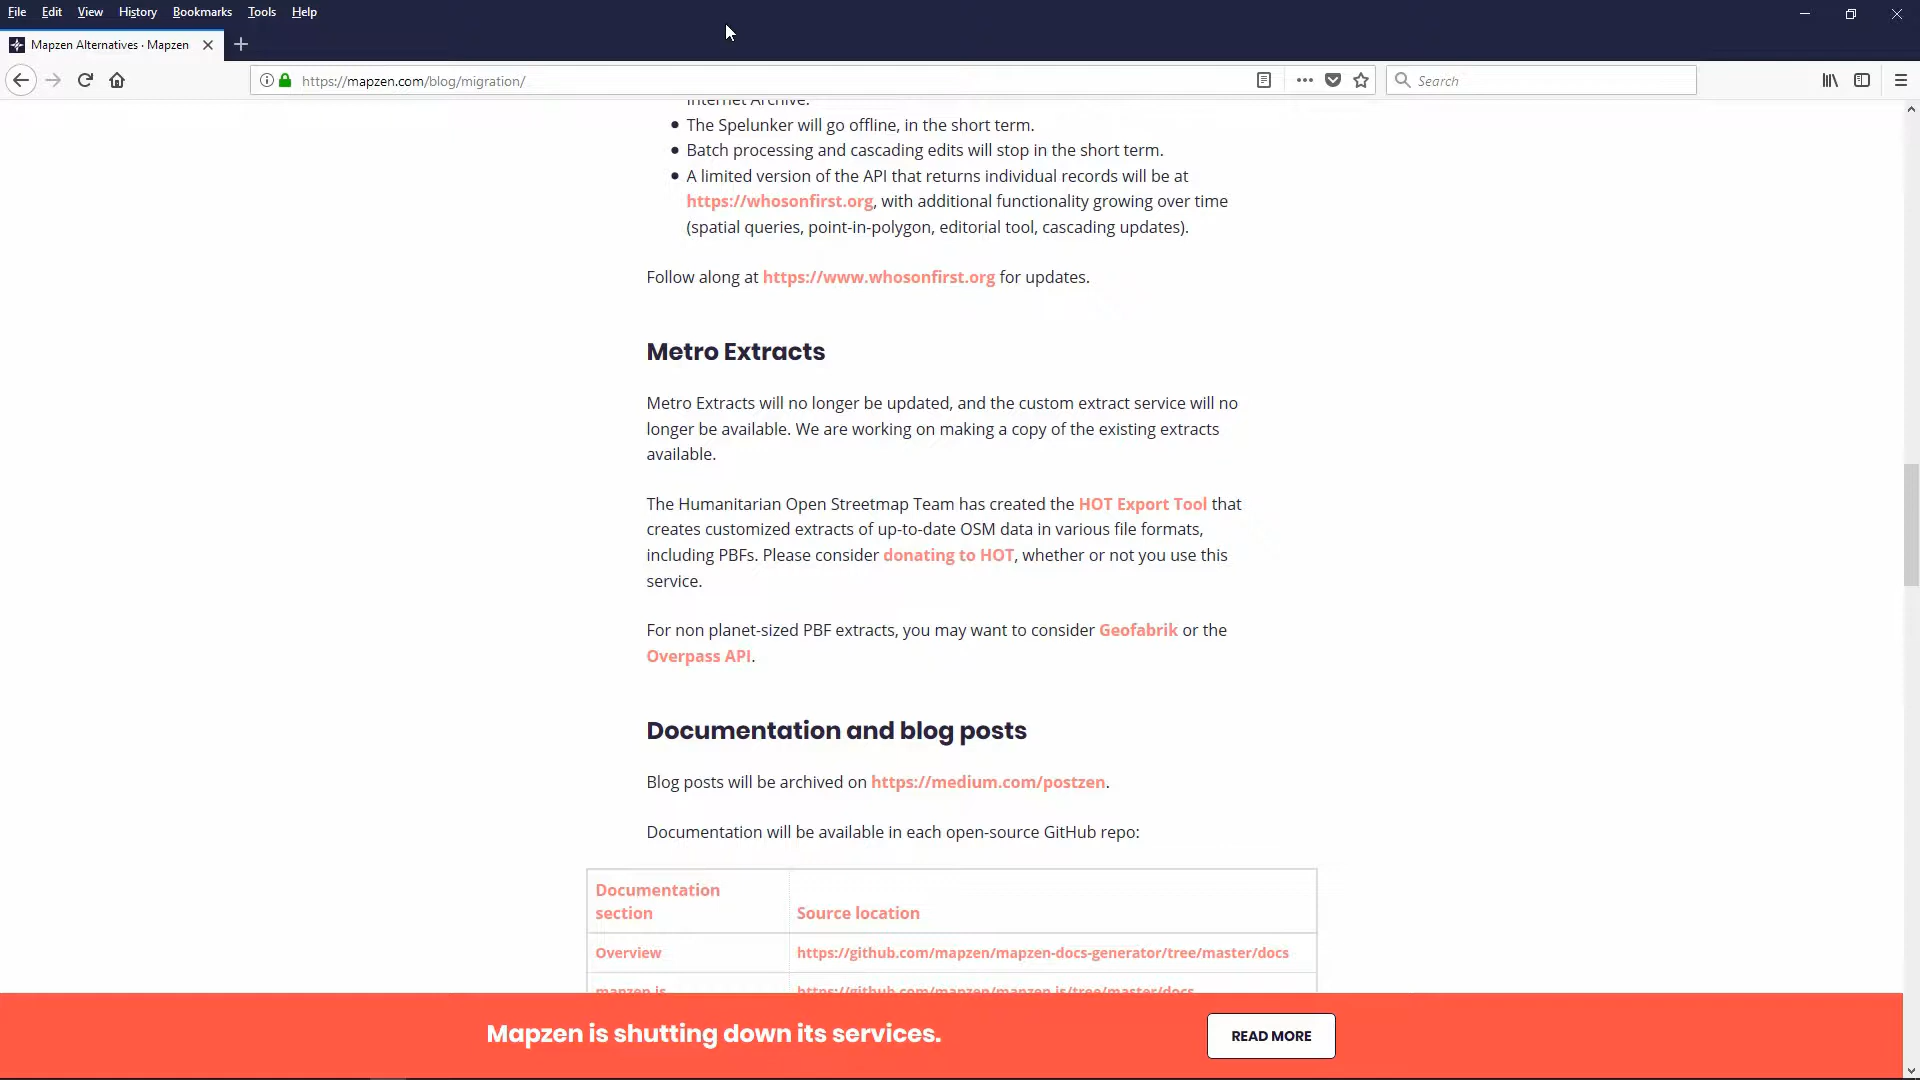 File Edit View History Bookmarks Tools Help
Mapzen Alternatives · Mapzen
https://mapzen.com/blog/migration/
Search
Internet Archive.
The Spelunker will go offline, in the short term.
Batch processing and cascading edits will stop in the short term.
A limited version of the API that returns individual records will be at
https://whosonfirst.org, with additional functionality growing over time
(spatial queries, point-in-polygon, editorial tool, cascading updates).
Follow along at https://www.whosonfirst.org for updates.
Metro Extracts
Metro Extracts will no longer be updated, and the custom extract service will no
longer be available. We are working on making a copy of the existing extracts
available.
The Humanitarian Open Streetmap Team has created the HOT Export Tool that
creates customized extracts of up-to-date OSM data in various file formats,
including PBFs. Please consider donating to HOT, whether or not you use this
service.
For non planet-sized PBF extracts, you may want to consider Geofabrik or the
Overpass API.
Documentation and blog posts
Blog posts will be archived on https://medium.com/postzen.
Documentation will be available in each open-source GitHub repo:
Documentation
section
Source location
Overview
https://github.com/mapzen/mapzen-docs-generator/tree/master/docs
mapzen.js
https://github.com/mapzen/mapzen.js/tree/master/docs
Mapzen is shutting down its services.
READ MORE